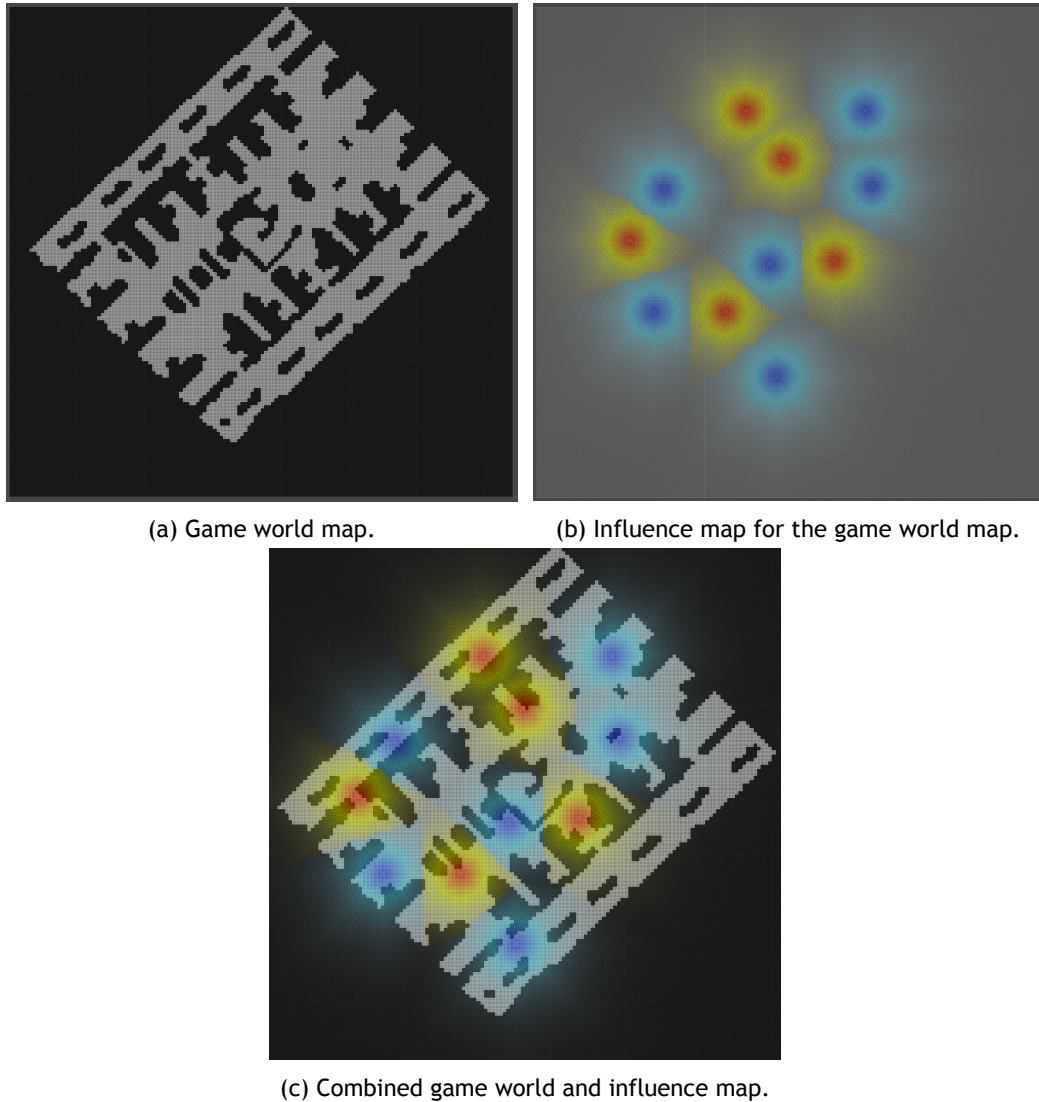 (a) Game world map.
(b) Influence map for the game world map.
(c) Combined game world and influence map.